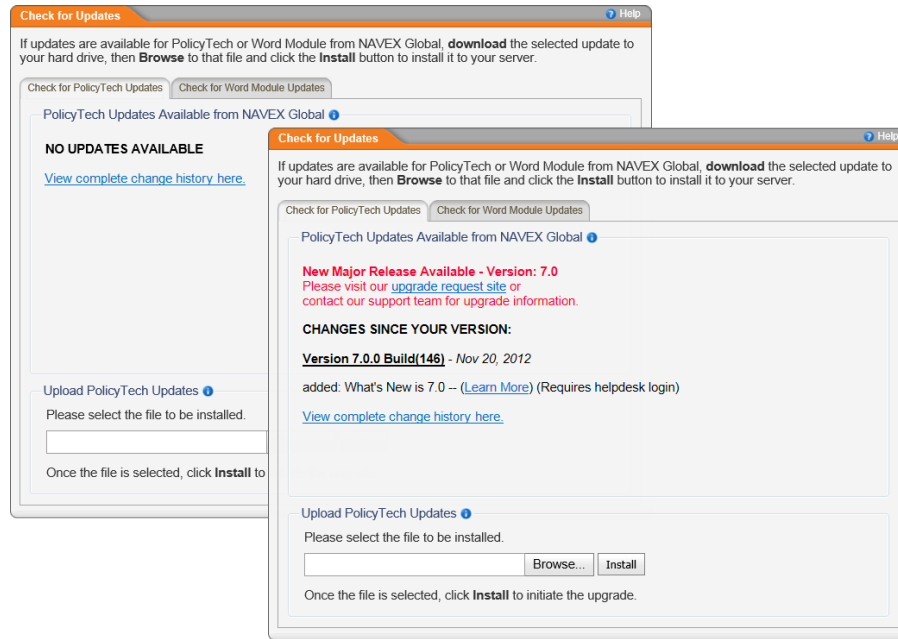 Check for Updates
Help
If updates are available for PolicyTech or Word Module from NAVEX Global, download the selected update to
your hard drive, then Browse to that file and click the Install button to install it to your server.
Check for PolicyTech Updates
Check for Word Module Updates
PolicyTech Updates Available from NAVEX Global
NO UPDATES AVAILABLE
View complete change history here.
Upload PolicyTech Updates
Please select the file to be installed.
Once the file is selected, click Install to
Check for Updates
Help
If updates are available for PolicyTech or Word Module from NAVEX Global, download the selected update to
your hard drive, then Browse to that file and click the Install button to install it to your server.
Check for PolicyTech Updates
Check for Word Module Updates
PolicyTech Updates Available from NAVEX Global
New Major Release Available - Version: 7.0
Please visit our upgrade request site or
contact our support team for upgrade information.
CHANGES SINCE YOUR VERSION:
Version 7.0.0 Build(146) - Nov 20, 2012
added: What's New is 7.0 -- (Learn More) (Requires helpdesk login)
View complete change history here.
Upload PolicyTech Updates
Please select the file to be installed.
Browse...
Install
Once the file is selected, click Install to initiate the upgrade.